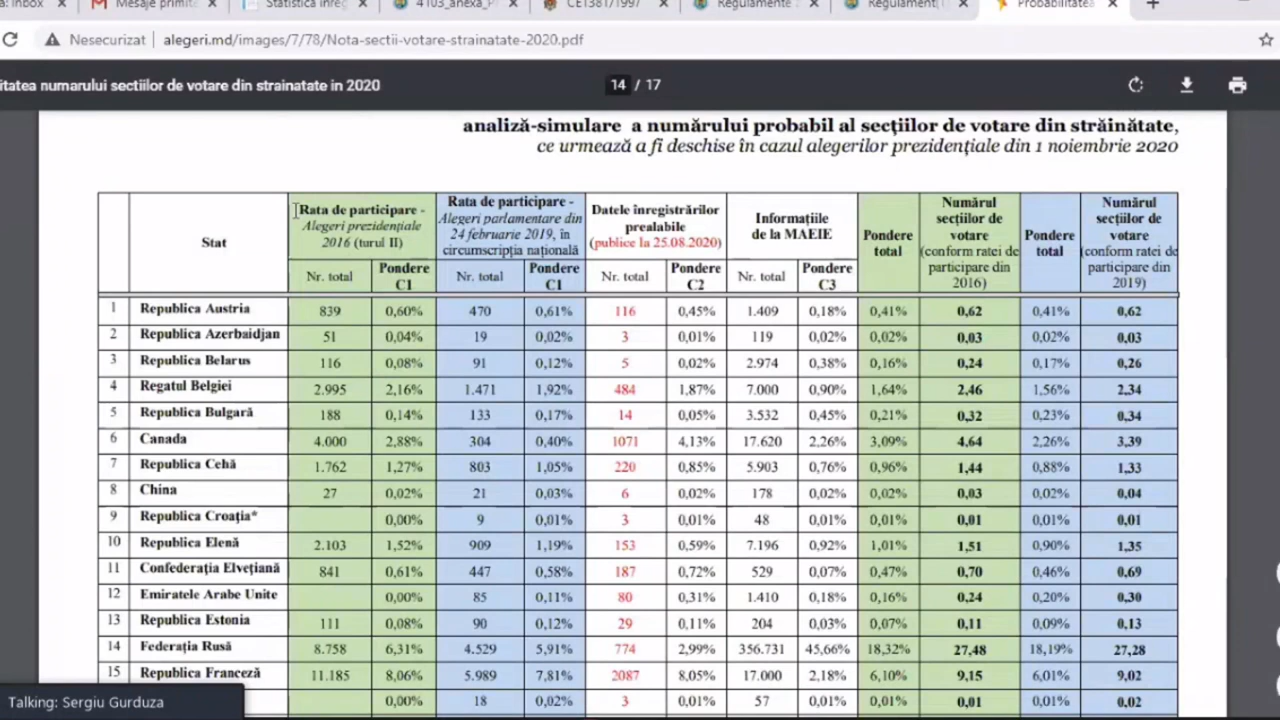 a: Inbox
Mesaje primit
Statistica înreg
4103_anexa_P
CE1381/1997
Regulamente
Regulament(
Probabilitatea
Nesecurizat | alegeri.md/images/7/78/Nota-sectii-votare-strainatate-2020.pdf
itatea numarului sectiilor de votare din strainatate in 2020
14 / 17
analiză-simulare a numărului probabil al secțiilor de votare din străinătate,
ce urmează a fi deschise în cazul alegerilor prezidențiale din 1 noiembrie 2020
Stat
Rata de participare -
Alegeri prezidențiale
2016 (turul II)
Rata de participare -
Alegeri parlamentare din
24 februarie 2019, în
circumscripția națională
Datele înregistrărilor
prealabile
(publice la 25.08.2020)
Informațiile
de la MAEIE
Pondere
total
Numărul
secțiilor de
votare
(conform ratei de
participare din
2016)
Pondere
total
Numărul
secțiilor de
votare
(conform ratei de
participare din
2019)
Nr. total Pondere C1 Nr. total Pondere C1 Nr. total Pondere C2 Nr. total Pondere C3
1 Republica Austria 839 0,60% 470 0,61% 116 0,45% 1.409 0,18% 0,41% 0,62 0,41% 0,62
2 Republica Azerbaidjan 51 0,04% 19 0,02% 3 0,01% 119 0,02% 0,02% 0,03 0,02% 0,03
3 Republica Belarus 116 0,08% 91 0,12% 5 0,02% 2.974 0,38% 0,16% 0,24 0,17% 0,26
4 Regatul Belgiei 2.995 2,16% 1.471 1,92% 484 1,87% 7.000 0,90% 1,64% 2,46 1,56% 2,34
5 Republica Bulgară 188 0,14% 133 0,17% 14 0,05% 3.532 0,45% 0,21% 0,32 0,23% 0,34
6 Canada 4.000 2,88% 304 0,40% 1071 4,13% 17.620 2,26% 3,09% 4,64 2,26% 3,39
7 Republica Cehă 1.762 1,27% 803 1,05% 220 0,85% 5.903 0,76% 0,96% 1,44 0,88% 1,33
8 China 27 0,02% 21 0,03% 6 0,02% 178 0,02% 0,02% 0,03 0,02% 0,04
9 Republica Croația* 0,00% 9 0,01% 3 0,01% 48 0,01% 0,01% 0,01 0,01% 0,01
10 Republica Elenă 2.103 1,52% 909 1,19% 153 0,59% 7.196 0,92% 1,01% 1,51 0,90% 1,35
11 Confederația Elvețiană 841 0,61% 447 0,58% 187 0,72% 529 0,07% 0,47% 0,70 0,46% 0,69
12 Emiratele Arabe Unite 0,00% 85 0,11% 80 0,31% 1.410 0,18% 0,16% 0,24 0,20% 0,30
13 Republica Estonia 111 0,08% 90 0,12% 29 0,11% 204 0,03% 0,07% 0,11 0,09% 0,13
14 Federația Rusă 8.758 6,31% 4.529 5,91% 774 2,99% 356.731 45,66% 18,32% 27,48 18,19% 27,28
15 Republica Franceză 11.185 8,06% 5.989 7,81% 2087 8,05% 17.000 2,18% 6,10% 9,15 6,01% 9,02
0,00% 18 0,02% 3 0,01% 57 0,01% 0,01% 0,01 0,01% 0,02
Talking: Sergiu Gurduza